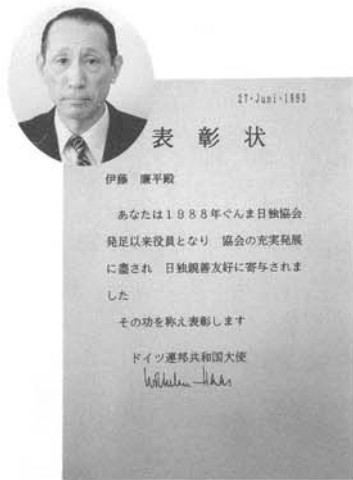 27・Juni・1993
表彰状
伊藤 廉平殿
あなたは1988年ぐんま日独協会
発足以来役員となり 協会の充実発展
に盡され 日独親善友好に寄与されま
した
その功を称え表彰します
ドイツ連邦共和国大使
Wilhelm Haas